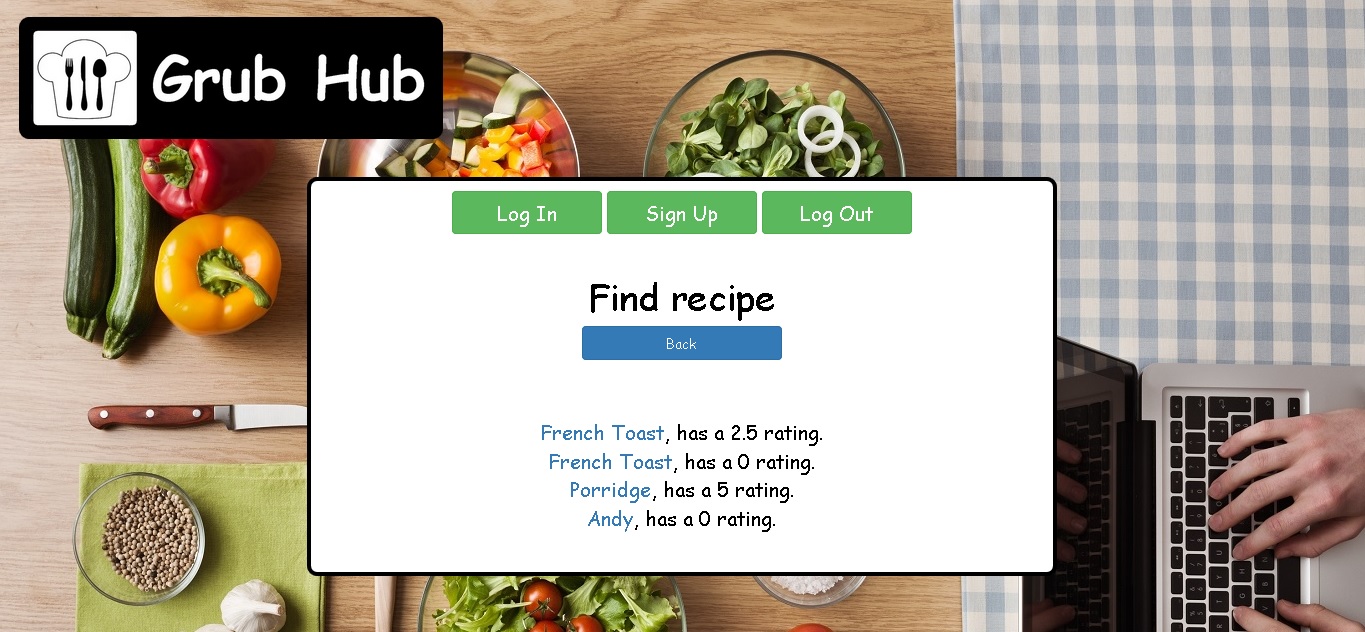 Grub Hub
Log In Sign Up Log Out
Find recipe
Back
French Toast, has a 2.5 rating.
French Toast, has a 0 rating.
Porridge, has a 5 rating.
Andy, has a 0 rating.